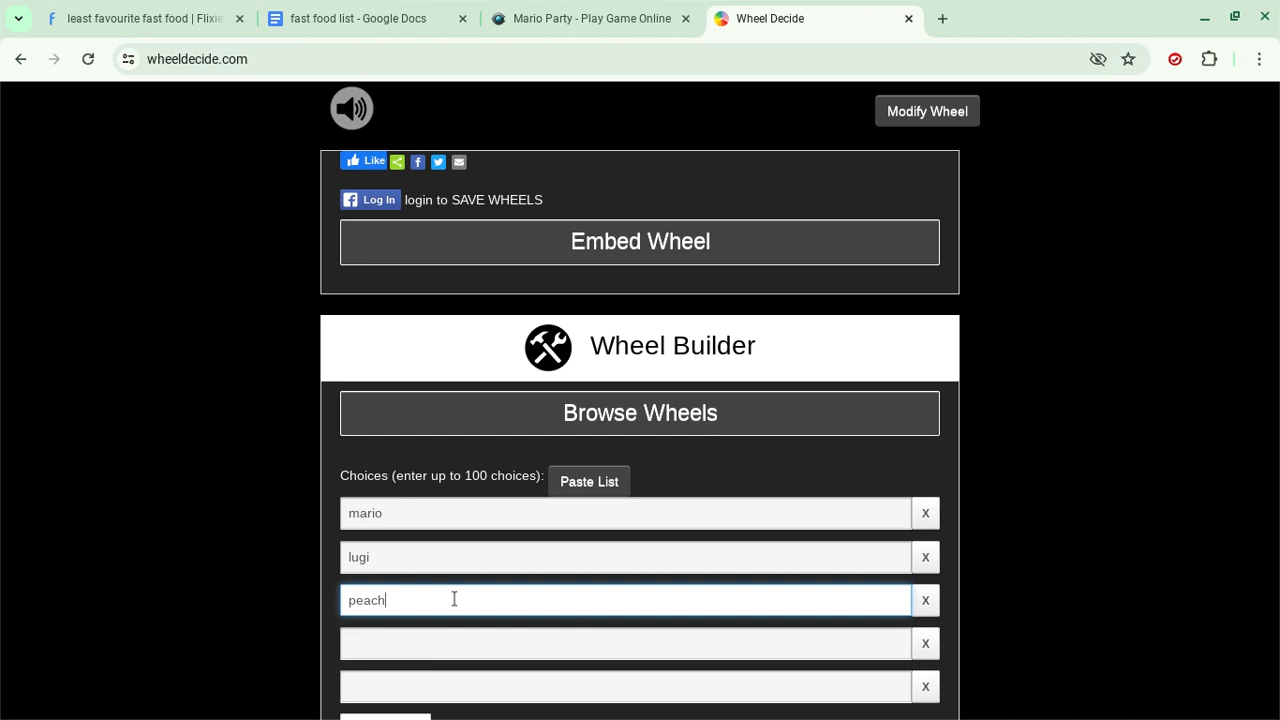 least favourite fast food | Flixie
fast food list - Google Docs
Mario Party - Play Game Online
Wheel Decide
wheeldecide.com
Modify Wheel
Like
Log In login to SAVE WHEELS
Embed Wheel
Wheel Builder
Browse Wheels
Choices (enter up to 100 choices): Paste List
mario X
lugi X
peach X
X
X